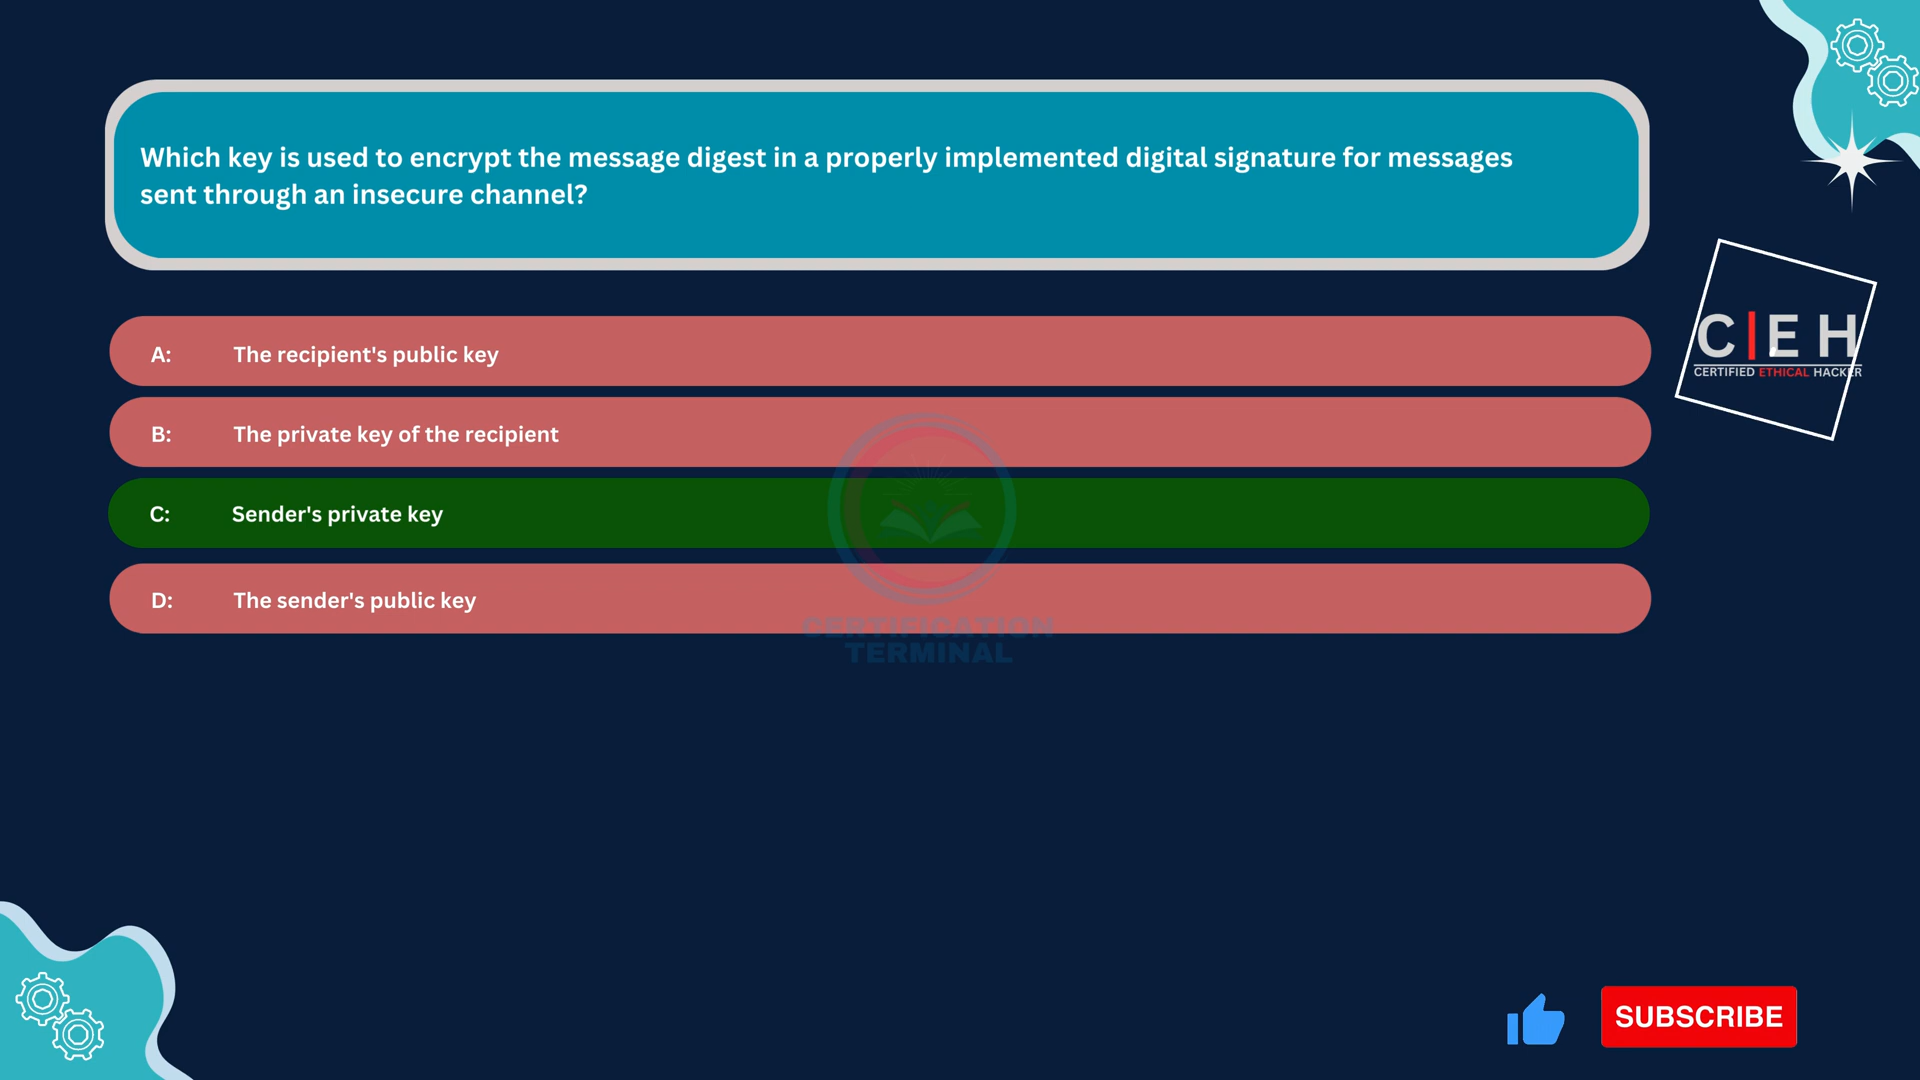 Which key is used to encrypt the message digest in a properly implemented digital signature for messages
sent through an insecure channel?
C|EH
CERTIFIED ETHICAL HACKER
A: The recipient's public key
B: The private key of the recipient
C: Sender's private key
D: The sender's public key
CERTIFICATION
TERMINAL
SUBSCRIBE